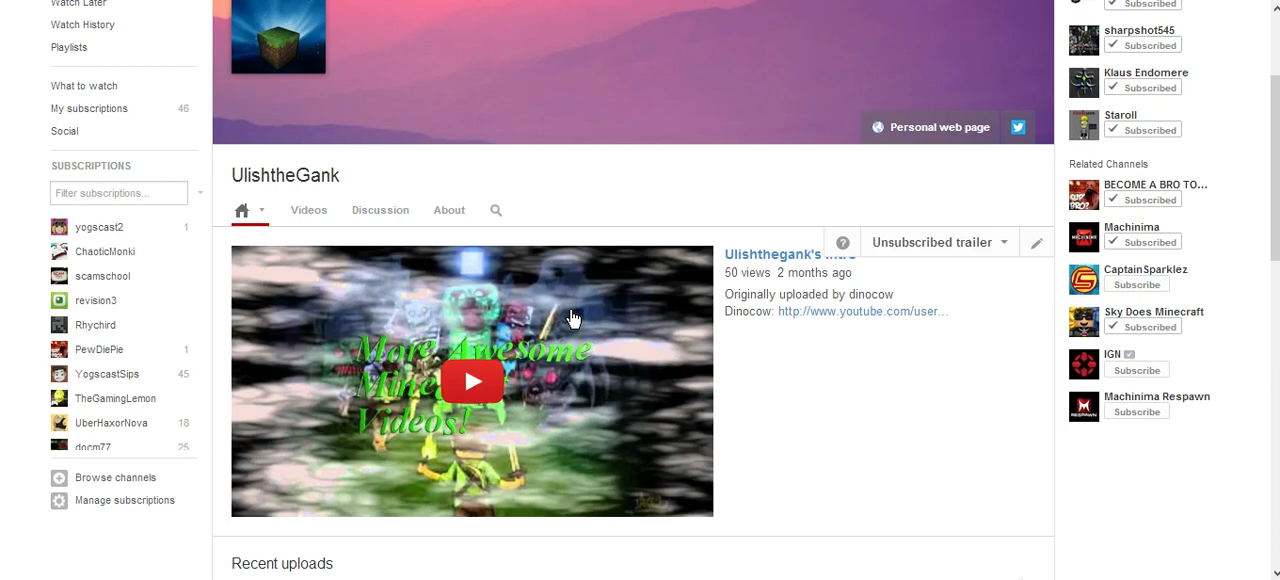 Watch Later
Watch History
Playlists
What to watch
My subscriptions 46
Social
SUBSCRIPTIONS
Filter subscriptions...
yogscast2 1
ChaoticMonki
scamschool
revision3
Rhychird
PewDiePie 1
YogscastSips 45
TheGamingLemon
UberHaxorNova 18
docm77 25
Browse channels
Manage subscriptions
Personal web page
UlishtheGank
Videos Discussion About
Unsubscribed trailer
More Awesome
Videos!
Ulishthegank's Intro
50 views 2 months ago
Originally uploaded by dinocow
Dinocow: http://www.youtube.com/user...
Recent uploads
Subscribed
sharpshot545
Subscribed
Klaus Endomere
Subscribed
Staroll
Subscribed
Related Channels
BECOME A BRO TO...
Subscribed
Machinima
Subscribed
CaptainSparklez
Subscribe
Sky Does Minecraft
Subscribed
IGN
Subscribe
Machinima Respawn
Subscribe